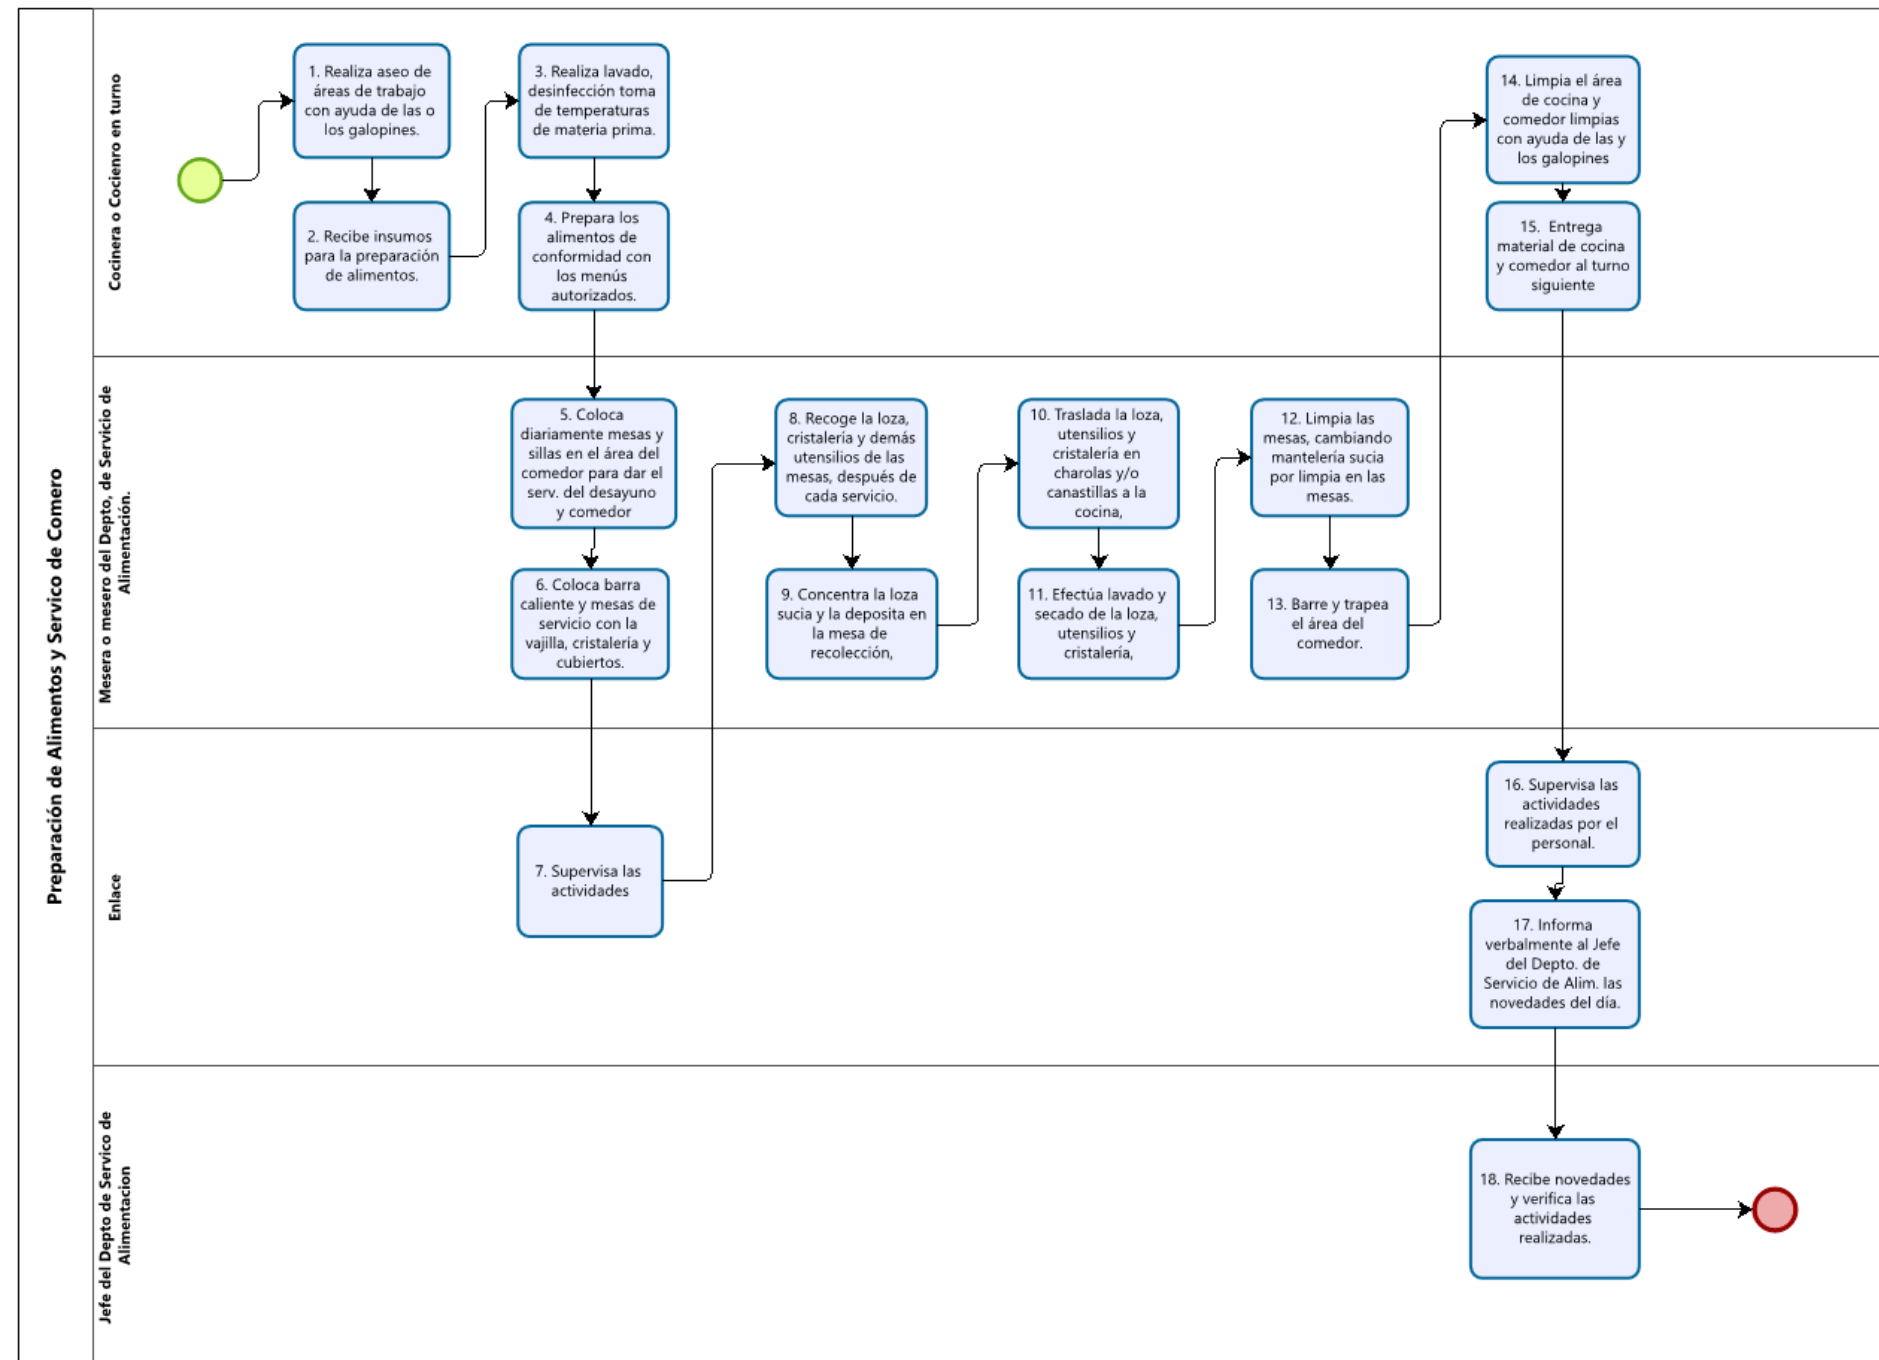 Preparación de Alimentos y Servico de Comero
Cocinera o Cocienro en turno
1. Realiza aseo de
áreas de trabajo
con ayuda de las o
los galopines.
2. Recibe insumos
para la preparación
de alimentos.
3. Realiza lavado,
desinfección toma
de temperaturas
de materia prima.
4. Prepara los
alimentos de
conformidad con
los menús
autorizados.
14. Limpia el área
de cocina y
comedor limpias
con ayuda de las y
los galopines
15. Entrega
material de cocina
y comedor al turno
siguiente
Mesera o mesero del Depto, de Servicio de
Alimentación.
5. Coloca
diariamente mesas y
sillas en el área del
comedor para dar el
serv. del desayuno
y comedor
6. Coloca barra
caliente y mesas de
servicio con la
vajilla, cristalería y
cubiertos.
8. Recoge la loza,
cristalería y demás
utensilios de las
mesas, después de
cada servicio.
9. Concentra la loza
sucia y la deposita en
la mesa de
recolección,
10. Traslada la loza,
utensilios y
cristalería en
charolas y/o
canastillas a la
cocina,
11. Efectúa lavado y
secado de la loza,
utensilios y
cristalería,
12. Limpia las
mesas, cambiando
mantelería sucia
por limpia en las
mesas.
13. Barre y trapea
el área del
comedor.
Enlace
7. Supervisa las
actividades
16. Supervisa las
actividades
realizadas por el
personal.
17. Informa
verbalmente al Jefe
del Depto. de
Servicio de Alim. las
novedades del día.
Jefe del Depto de Servico de
Alimentacion
18. Recibe novedades
y verifica las
actividades
realizadas.